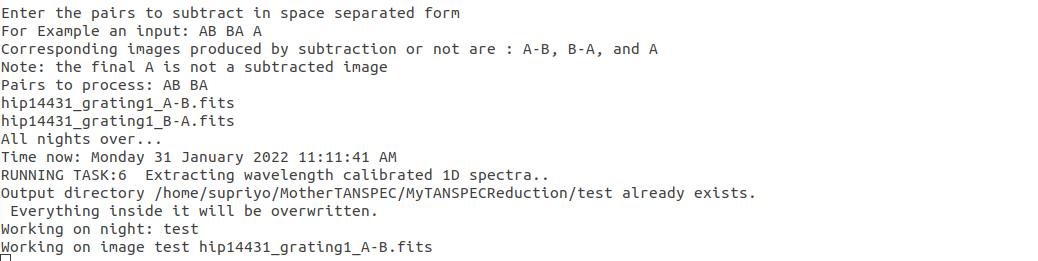 Enter the pairs to subtract in space separated form
For Example an input: AB BA A
Corresponding images produced by subtraction or not are : A-B, B-A, and A
Note: the final A is not a subtracted image
Pairs to process: AB BA
hip14431_grating1_A-B.fits
hip14431_grating1_B-A.fits
All nights over...
Time now: Monday 31 January 2022 11:11:41 AM
RUNNING TASK:6  Extracting wavelength calibrated 1D spectra..
Output directory /home/supriyo/MotherTANSPEC/MyTANSPECReduction/test already exists.
 Everything inside it will be overwritten.
Working on night: test
Working on image test hip14431_grating1_A-B.fits